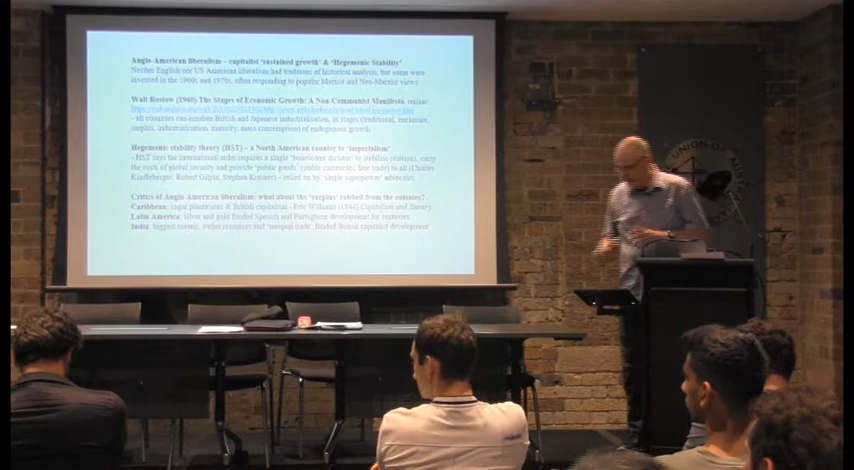 Anglo-American liberalism – capitalist 'sustained growth' & 'Hegemonic Stability'
Neither English nor US American liberalism had traditions of historical analysis, but some were
invented in the 1960s and 1970s, often responding to popular Marxist and Neo-Marxist views.
Walt Rostow (1960) The Stages of Economic Growth: A Non Communist Manifesto,
- all countries can emulate British and Japanese industrialisation, in stages (traditional,
surplus, industrialisation, maturity, mass consumption) of endogenous growth.
Hegemonic stability theory (HST) – a North American counter to 'imperialism'
- HST says the international order requires a single 'benevolent dictator' to stabilise relations, carry
the costs of global security and provide 'public goods' (stable currencies, free trade) to all (Charles
Kindleberger, Robert Gilpin, Stephen Krasner) – relied on by 'single superpower' advocates.
Critics of Anglo-American liberalism: what about the 'surplus' robbed from the colonies?
Caribbean, sugar plantations & British capitalism - Eric Williams (1944) Capitalism and Slavery
Latin America, silver and gold funded Spanish and Portuguese development for centuries.
India, biggest colony, stolen resources and 'unequal trade' funded British capitalist development
UNION OF AUSTRALIA